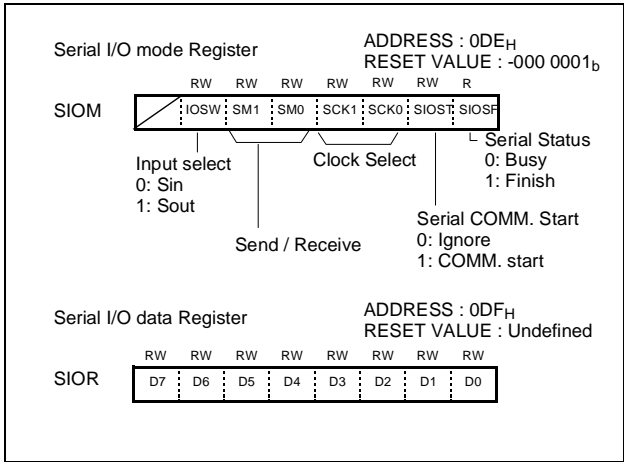 Serial I/O mode Register
ADDRESS : 0DEH
RESET VALUE : -000 0001b
RW RW RW RW RW RW R
SIOM IOSW SM1 SM0 SCK1 SCK0 SIOST SIOSF
Input select
0: Sin
1: Sout
Send / Receive
Clock Select
Serial COMM. Start
0: Ignore
1: COMM. start
Serial Status
0: Busy
1: Finish
Serial I/O data Register
ADDRESS : 0DFH
RESET VALUE : Undefined
RW RW RW RW RW RW RW RW
SIOR D7 D6 D5 D4 D3 D2 D1 D0